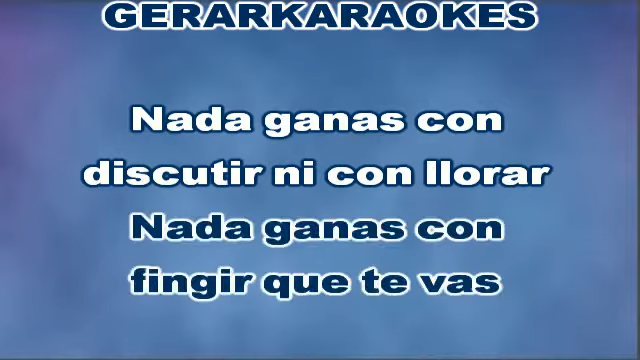 GERARKARAOKES
Nada ganas con
discutir ni con llorar
Nada ganas con
fingir que te vas